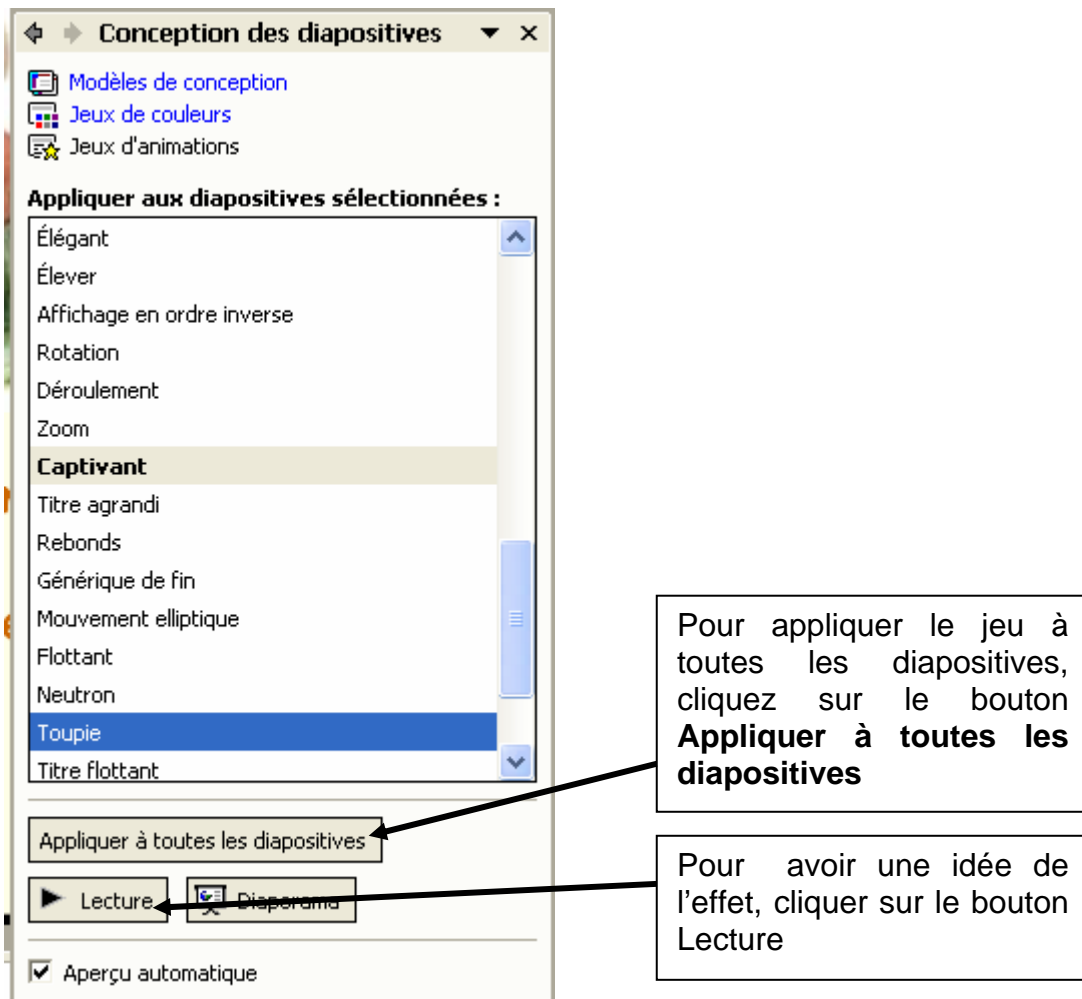 Conception des diapositives
Modèles de conception
Jeux de couleurs
Jeux d'animations
Appliquer aux diapositives sélectionnées :
Élégant
Élever
Affichage en ordre inverse
Rotation
Déroulement
Zoom
Captivant
Titre agrandi
Rebonds
Générique de fin
Mouvement elliptique
Flottant
Neutron
Toupie
Titre flottant
Appliquer à toutes les diapositives
Lecture Diaporama
Aperçu automatique
Pour appliquer le jeu à
toutes les diapositives,
cliquez sur le bouton
Appliquer à toutes les
diapositives
Pour avoir une idée de
l'effet, cliquer sur le bouton
Lecture